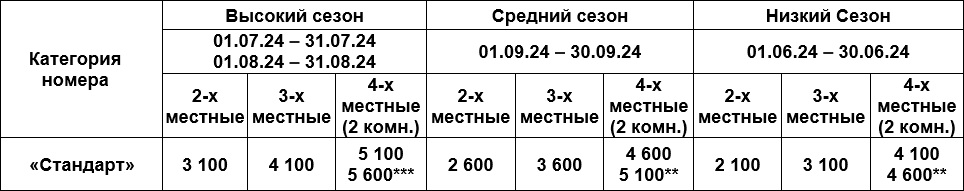 Категория
номера
Высокий сезон
Средний сезон
Низкий Сезон
01.07.24 – 31.07.24
01.08.24 – 31.08.24
01.09.24 – 30.09.24
01.06.24 – 30.06.24
2-х
местные
3-х
местные
4-х
местные
(2 комн.)
2-х
местные
3-х
местные
4-х
местные
(2 комн.)
2-х
местные
3-х
местные
4-х
местные
(2 комн.)
«Стандарт»
3 100
4 100
5 100
5 600***
2 600
3 600
4 600
5 100**
2 100
3 100
4 100
4 600**